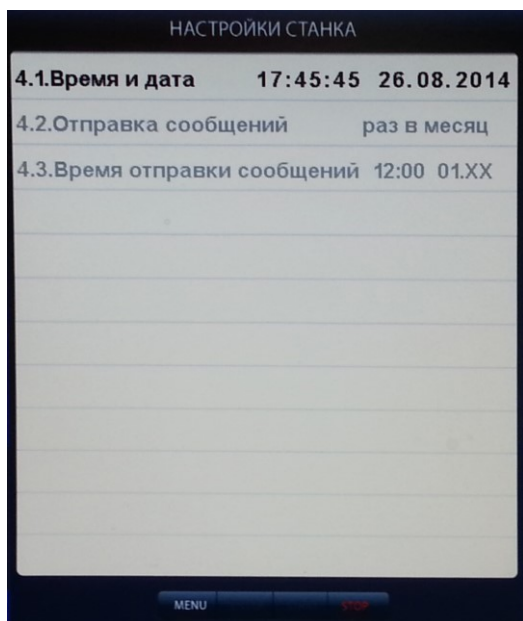 НАСТРОЙКИ СТАНКА
4.1.Время и дата 17:45:45 26.08.2014
4.2.Отправка сообщений раз в месяц
4.3.Время отправки сообщений 12:00 01.XX
MENU STOP